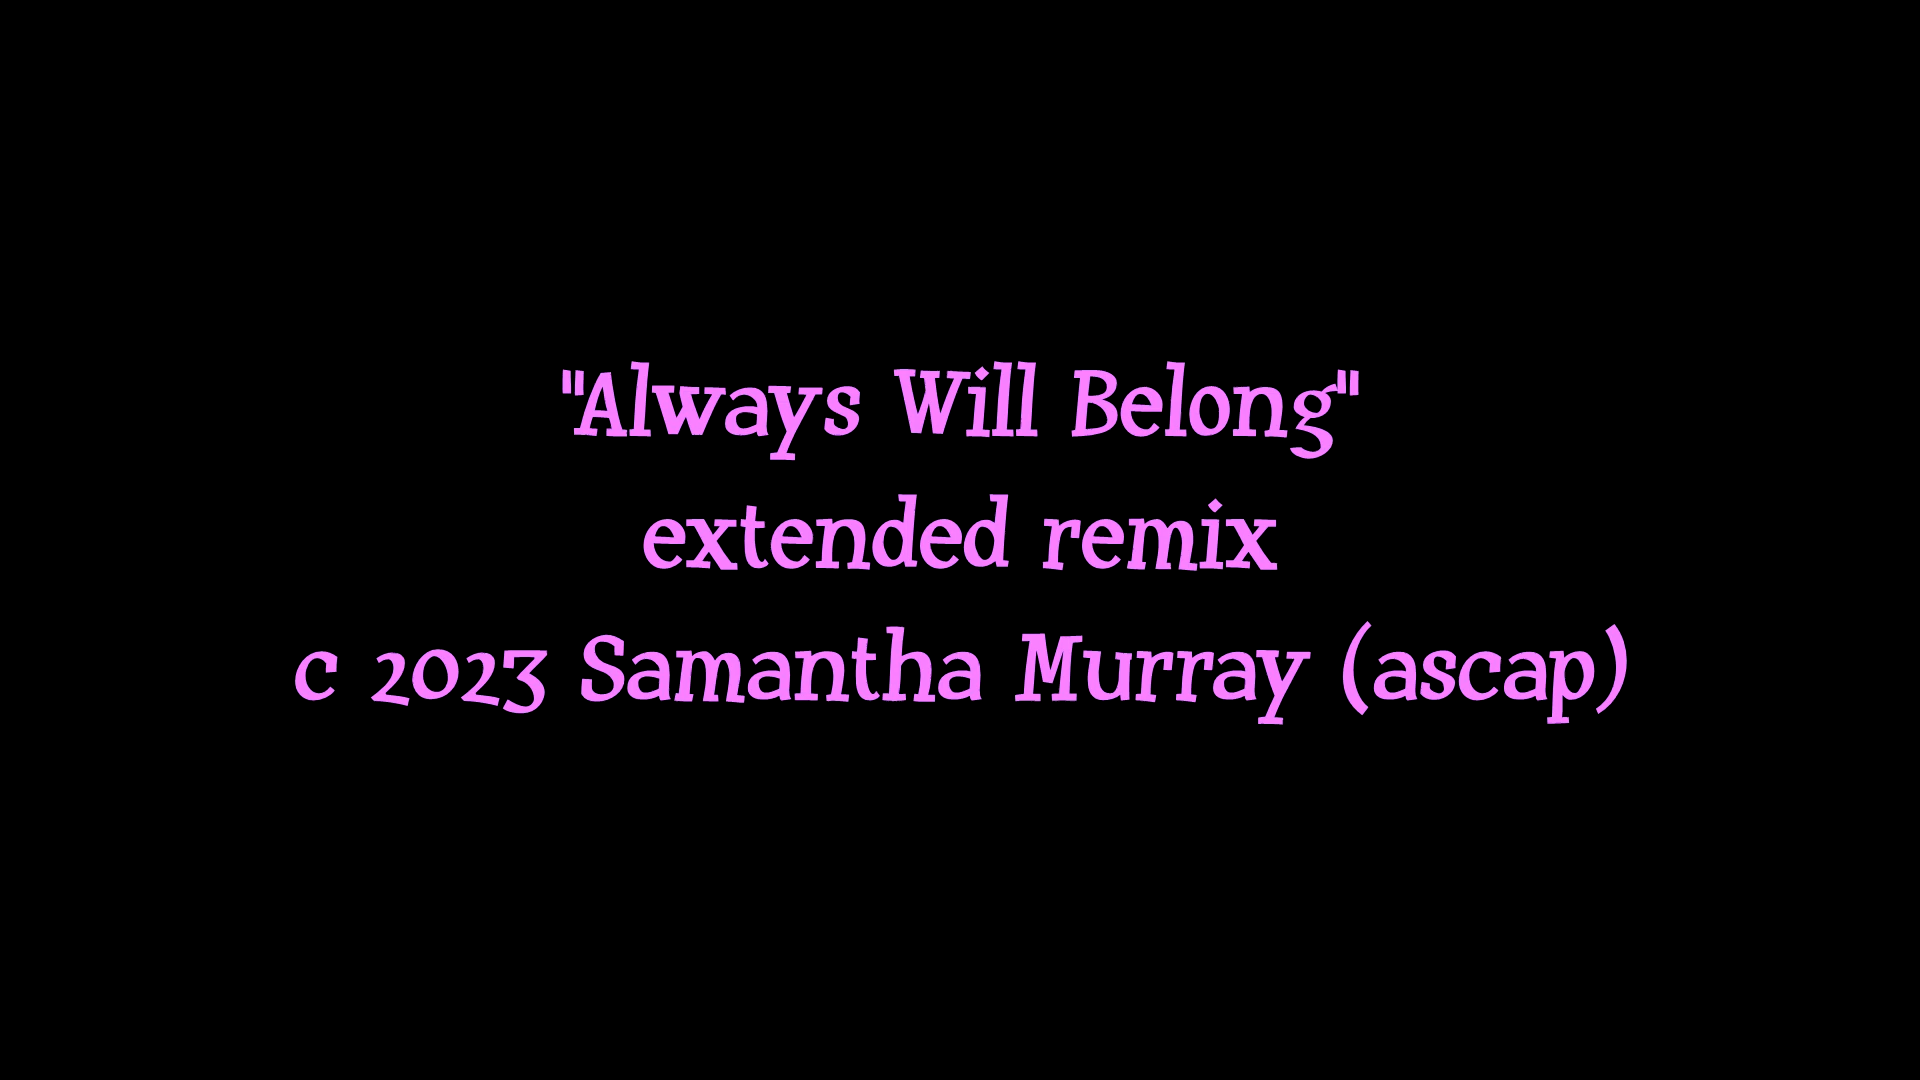 "Always Will Belong"
extended remix
c 2023 Samantha Murray (ascap)